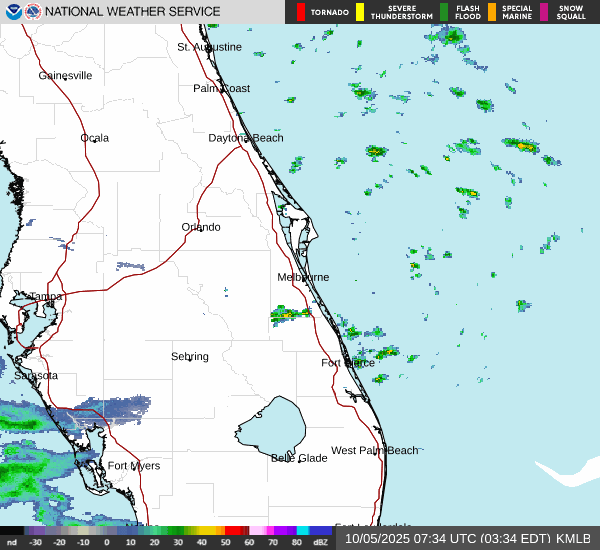 NATIONAL WEATHER SERVICE
TORNADO
SEVERE THUNDERSTORM
FLASH FLOOD
SPECIAL MARINE
SNOW SQUALL
St. Augustine
Gainesville
Palm Coast
Ocala
Daytona Beach
Orlando
Melbourne
Tampa
Sebring
Fort Pierce
Sarasota
West Palm Beach
Belle Glade
Fort Myers
Fort Lauderdale
nd -30 -20 -10 0 10 20 30 40 50 60 70 80 dBZ
10/05/2025 07:34 UTC (03:34 EDT) KMLB